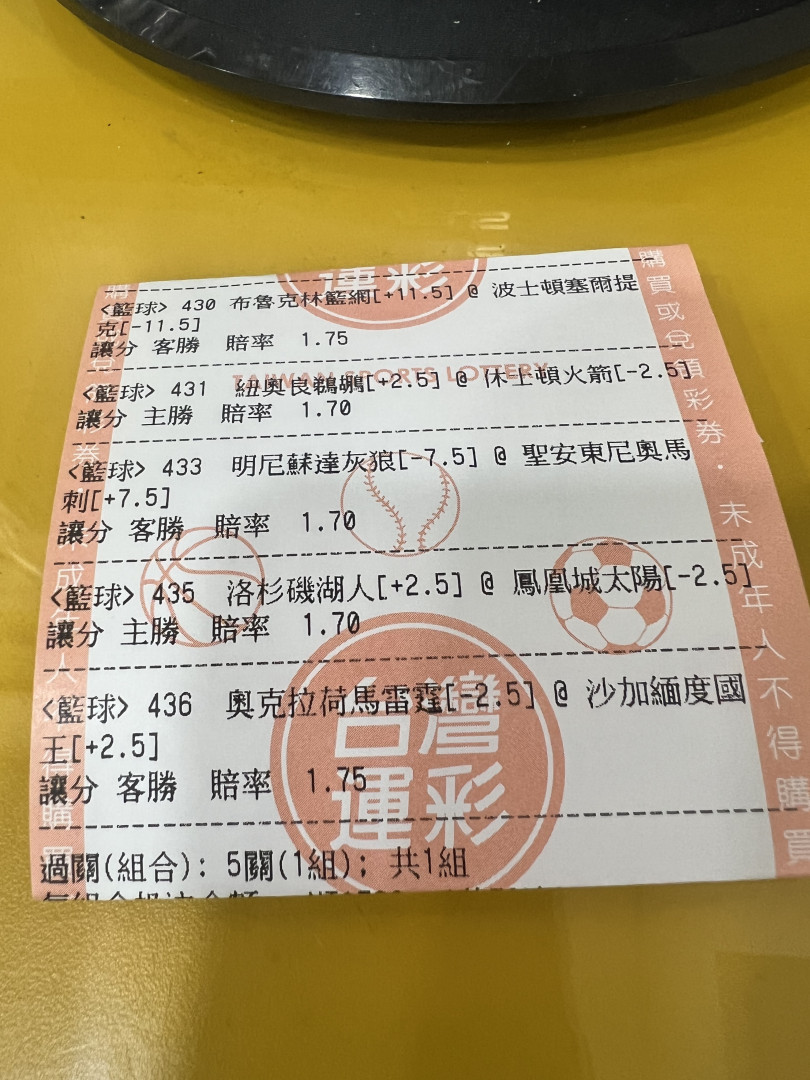 運彩
<籃球> 430 布魯克林籃網[+11.5] @ 波士頓塞爾提
克[-11.5]
讓分 客勝 賠率 1.75
TAIWAN SPORTS LOTTERY
<籃球> 431 紐奧良鵜鶘[+2.5] @ 休士頓火箭[-2.5]
讓分 主勝 賠率 1.70
<籃球> 433 明尼蘇達灰狼[-7.5] @ 聖安東尼奧馬
刺[+7.5]
讓分 客勝 賠率 1.70
<籃球> 435 洛杉磯湖人[+2.5] @ 鳳凰城太陽[-2.5]
讓分 主勝 賠率 1.70
<籃球> 436 奧克拉荷馬雷霆[-2.5] @ 沙加緬度國
王[+2.5]
讓分 客勝 賠率 1.75
台灣
運彩
過關(組合): 5關(1組); 共1組
購買或兌領彩券・未成年人不得購買